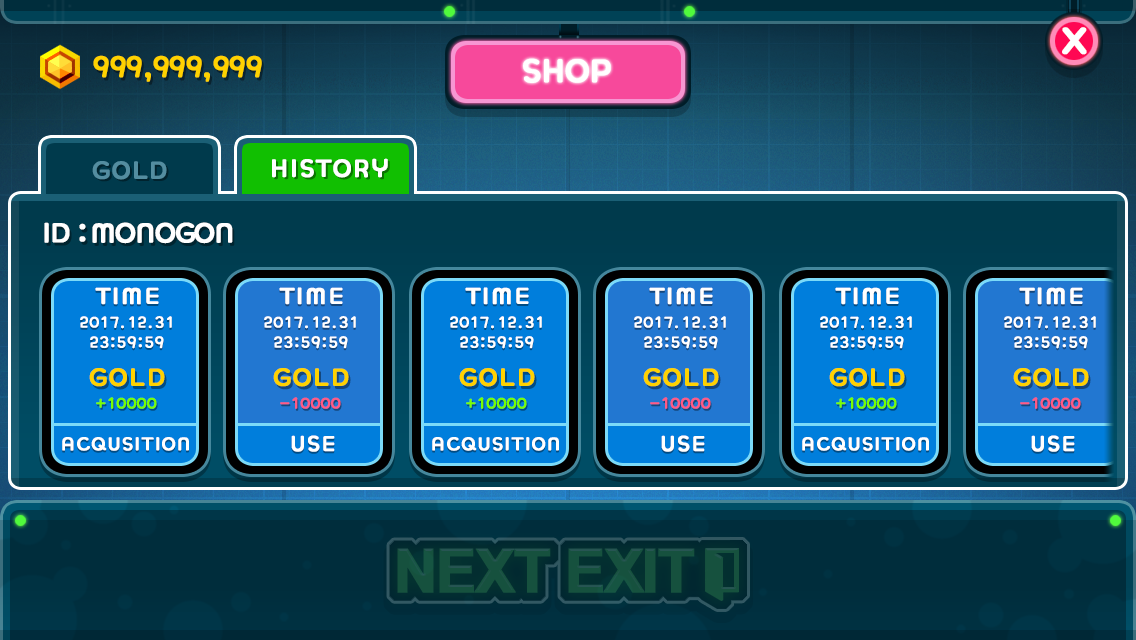 999,999,999
SHOP
X
GOLD
HISTORY
ID : MONOGON
TIME
2017.12.31
23:59:59
GOLD
+10000
ACQUSITION
TIME
2017.12.31
23:59:59
GOLD
-10000
USE
TIME
2017.12.31
23:59:59
GOLD
+10000
ACQUSITION
TIME
2017.12.31
23:59:59
GOLD
-10000
USE
TIME
2017.12.31
23:59:59
GOLD
+10000
ACQUSITION
TIME
2017.12.31
23:59:59
GOLD
-10000
USE
NEXT EXIT